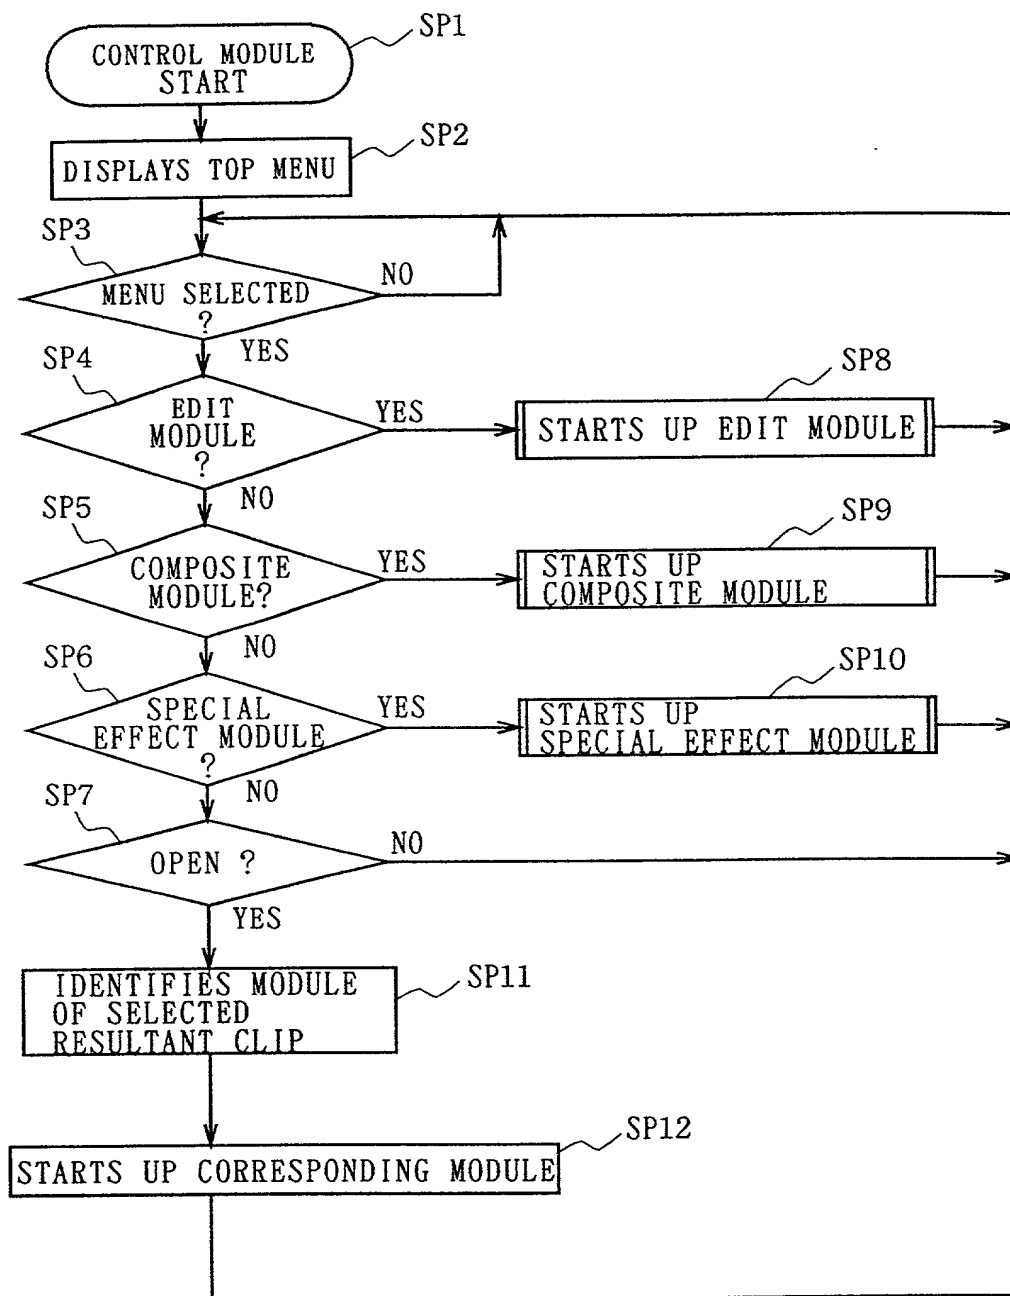 SP1
CONTROL MODULE
START
SP2
DISPLAYS TOP MENU
SP3
MENU SELECTED
?
NO
YES
SP4
EDIT
MODULE
?
YES
NO
SP8
STARTS UP EDIT MODULE
SP5
COMPOSITE
MODULE?
YES
NO
SP9
STARTS UP
COMPOSITE MODULE
SP6
SPECIAL
EFFECT MODULE
?
YES
NO
SP10
STARTS UP
SPECIAL EFFECT MODULE
SP7
OPEN ?
NO
YES
SP11
IDENTIFIES MODULE
OF SELECTED
RESULTANT CLIP
SP12
STARTS UP CORRESPONDING MODULE